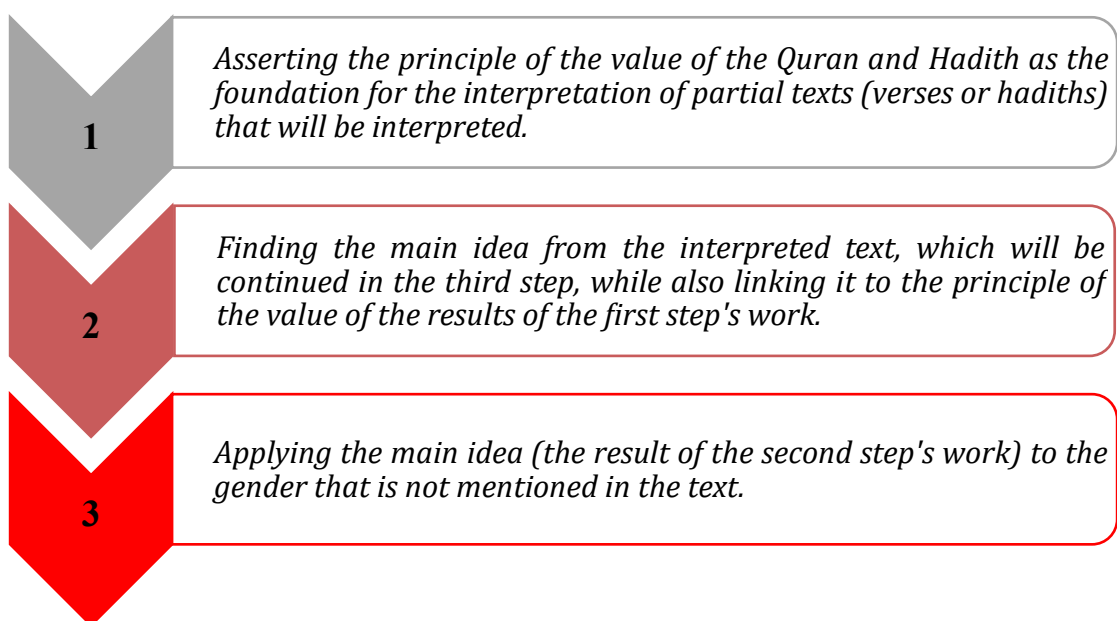 1
Asserting the principle of the value of the Quran and Hadith as the
foundation for the interpretation of partial texts (verses or hadiths)
that will be interpreted.
2
Finding the main idea from the interpreted text, which will be
continued in the third step, while also linking it to the principle of
the value of the results of the first step's work.
3
Applying the main idea (the result of the second step's work) to the
gender that is not mentioned in the text.